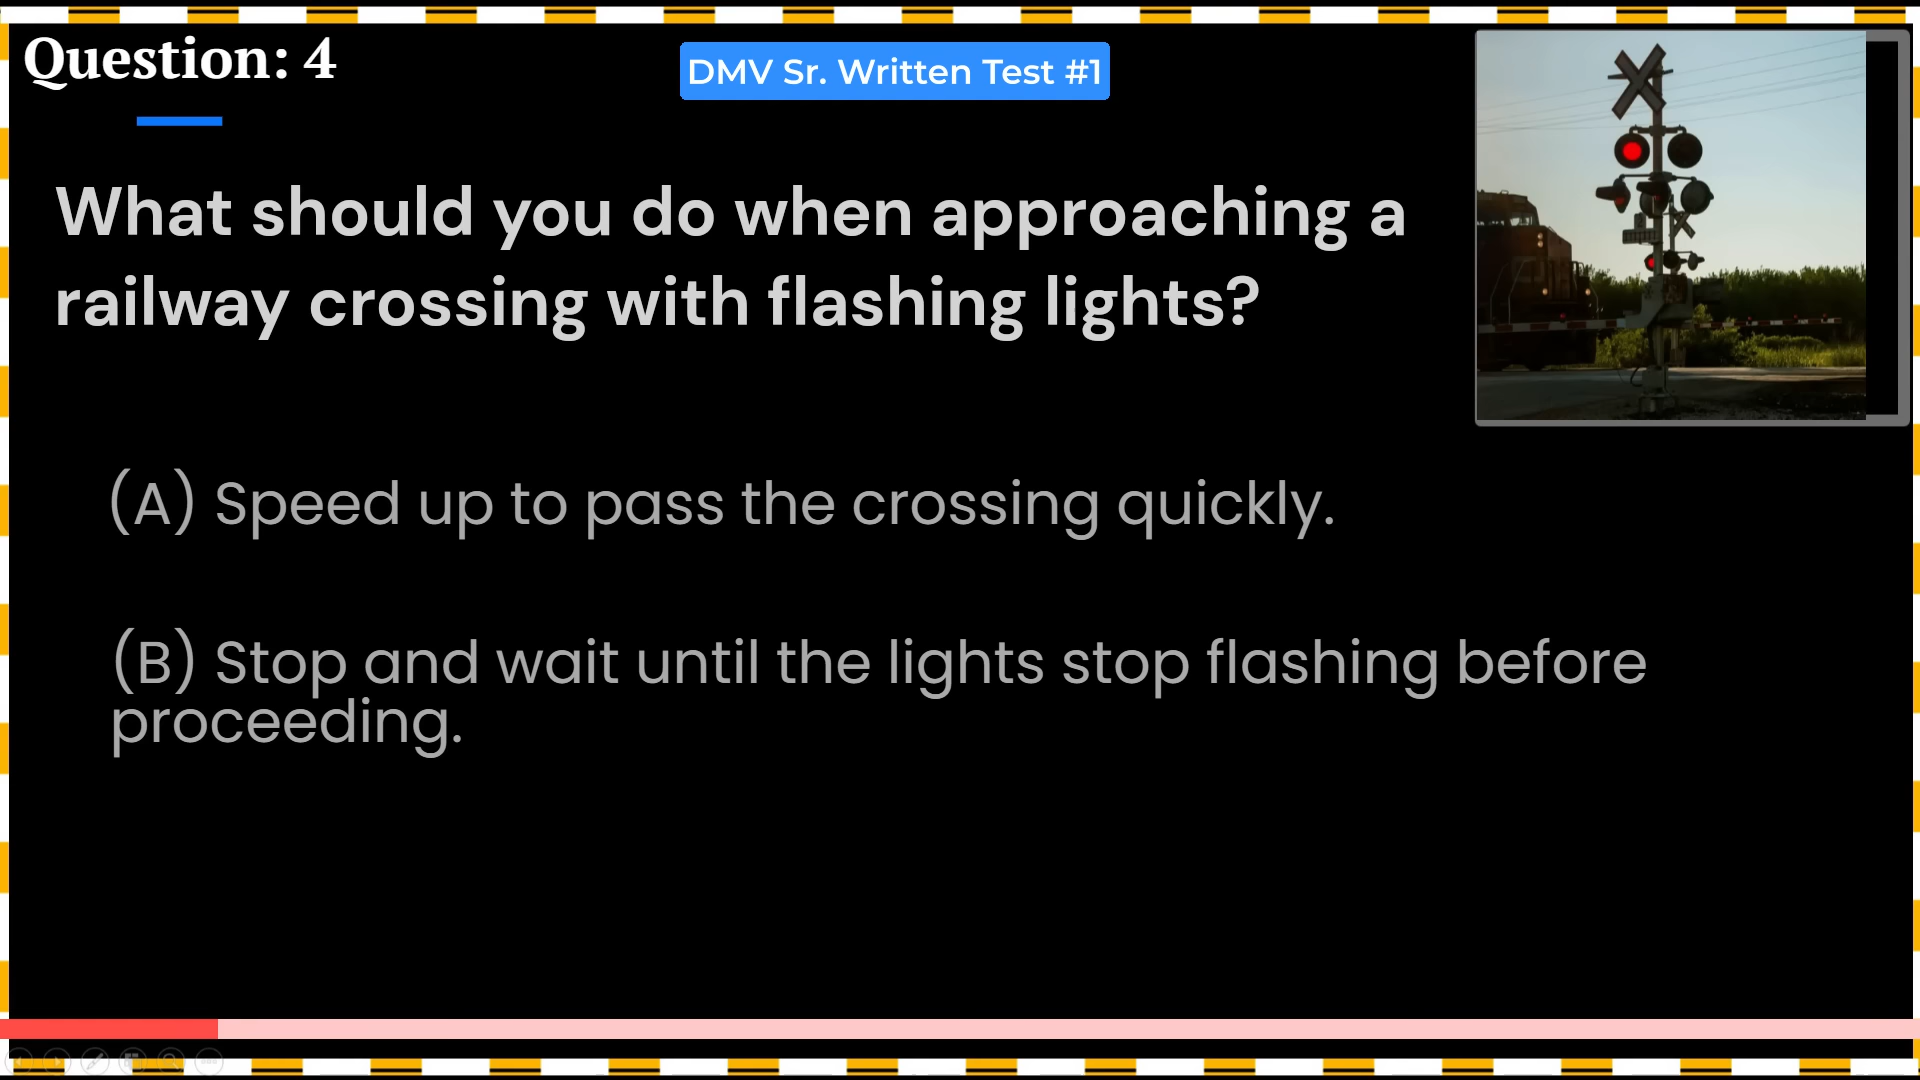 Question: 4
DMV Sr. Written Test #1
What should you do when approaching a
railway crossing with flashing lights?
(A) Speed up to pass the crossing quickly.
(B) Stop and wait until the lights stop flashing before
proceeding.